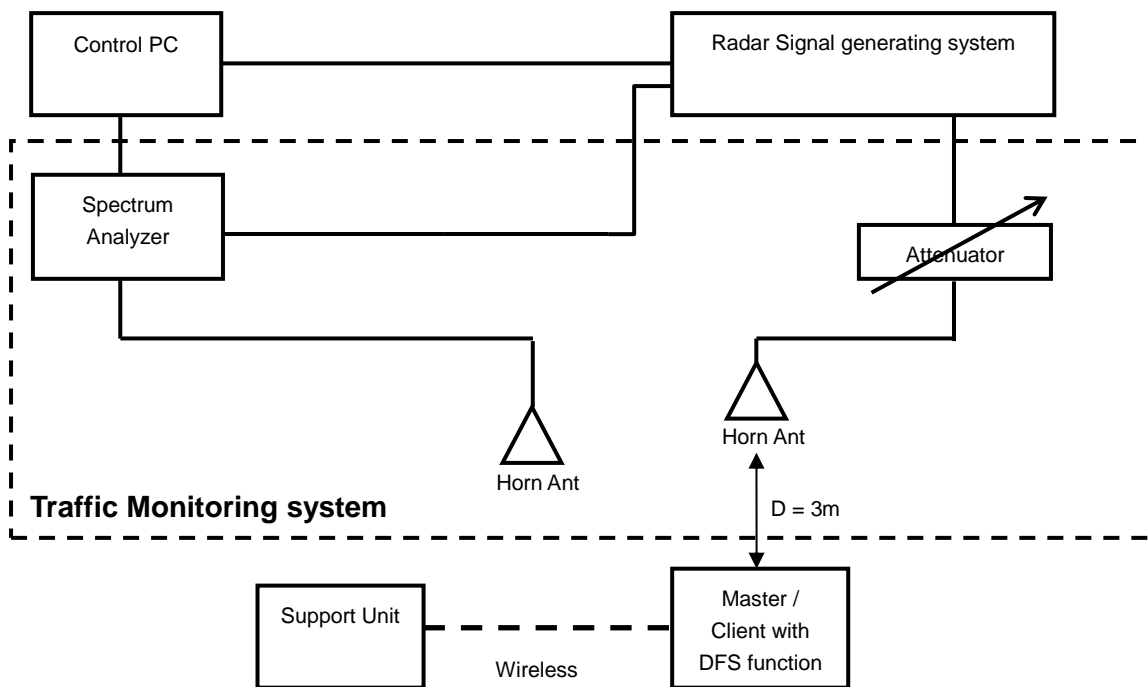 Control PC
Radar Signal generating system
Spectrum
Analyzer
Attenuator
Horn Ant
Horn Ant
Traffic Monitoring system
D = 3m
Support Unit
Wireless
Master /
Client with
DFS function